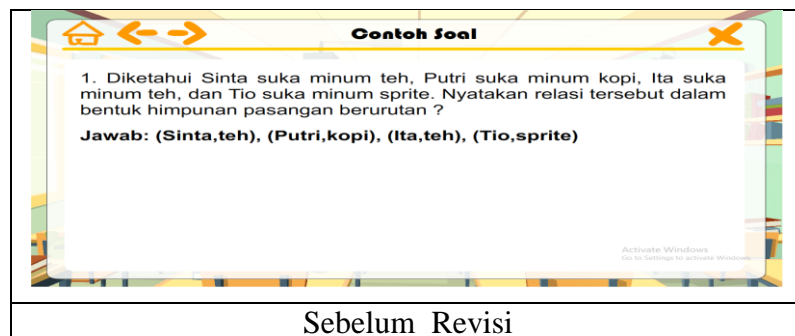 Contoh Soal
1. Diketahui Sinta suka minum teh, Putri suka minum kopi, Ita suka
minum teh, dan Tio suka minum sprite. Nyatakan relasi tersebut dalam
bentuk himpunan pasangan berurutan ?
Jawab: (Sinta,teh), (Putri,kopi), (Ita,teh), (Tio,sprite)
Activate Windows
Go to Settings to activate Windows
Sebelum Revisi